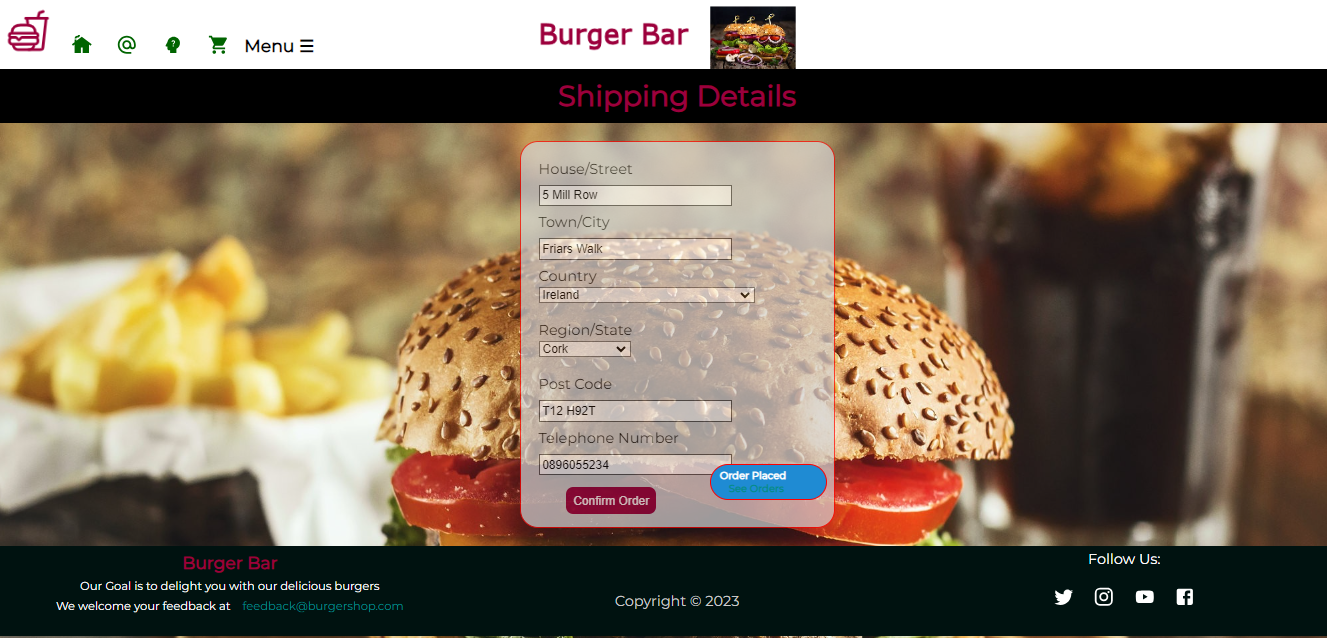 Menu ☰
Burger Bar
Shipping Details
House/Street
5 Mill Row
Town/City
Friars Walk
Country
Ireland
Region/State
Cork
Post Code
T12 H92T
Telephone Number
0896055234
Order Placed
See Orders
Confirm Order
Burger Bar
Our Goal is to delight you with our delicious burgers
We welcome your feedback at feedback@burgershop.com
Copyright © 2023
Follow Us: